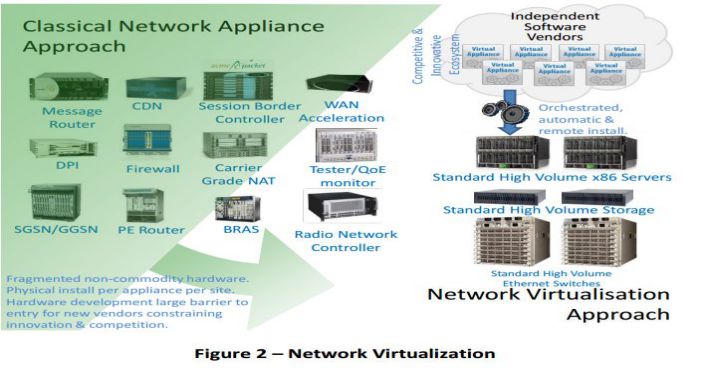 Classical Network Appliance
Approach
acme packet
Message
Router
CDN
Session Border
Controller
WAN
Acceleration
DPI
Firewall
Carrier
Grade NAT
Tester/QoE
monitor
SGSN/GGSN
PE Router
BRAS
Radio Network
Controller
Fragmented non-commodity hardware.
Physical install per appliance per site.
Hardware development large barrier to
entry for new vendors constraining
innovation & competition.
Competitive &
Innovative
Ecosystem
Independent
Software
Vendors
Virtual
Appliance
Virtual
Appliance
Virtual
Appliance
Virtual
Appliance
Virtual
Appliance
Virtual
Appliance
Virtual
Appliance
Orchestrated,
automatic &
remote install.
Standard High Volume x86 Servers
Standard High Volume Storage
Standard High Volume
Ethernet Switches
Network Virtualisation
Approach
Figure 2 – Network Virtualization